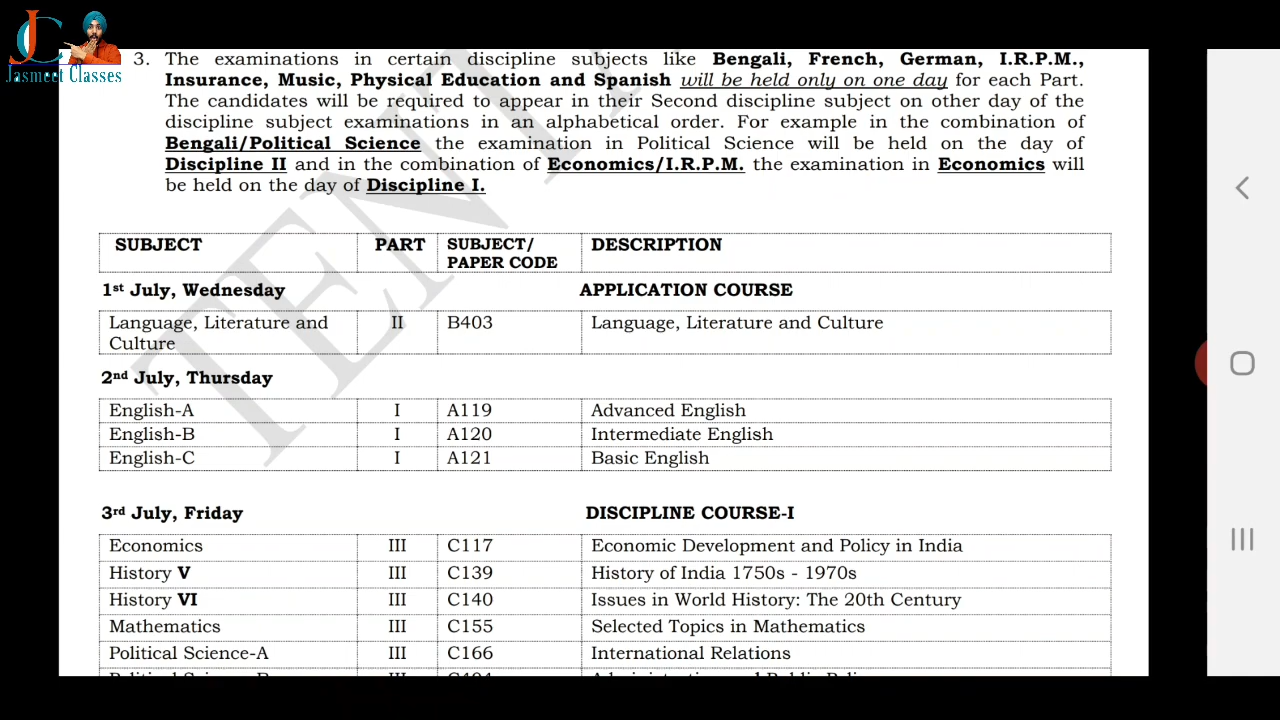 JC
Jasmeet Classes
3. The examinations in certain discipline subjects like Bengali, French, German, I.R.P.M.,
Insurance, Music, Physical Education and Spanish will be held only on one day for each Part.
The candidates will be required to appear in their Second discipline subject on other day of the
discipline subject examinations in an alphabetical order. For example in the combination of
Bengali/Political Science the examination in Political Science will be held on the day of
Discipline II and in the combination of Economics/I.R.P.M. the examination in Economics will
be held on the day of Discipline I.
SUBJECT PART SUBJECT/ DESCRIPTION
PAPER CODE
1st July, Wednesday APPLICATION COURSE
Language, Literature and II B403 Language, Literature and Culture
Culture
2nd July, Thursday
English-A I A119 Advanced English
English-B I A120 Intermediate English
English-C I A121 Basic English
3rd July, Friday DISCIPLINE COURSE-I
Economics III C117 Economic Development and Policy in India
History V III C139 History of India 1750s - 1970s
History VI III C140 Issues in World History: The 20th Century
Mathematics III C155 Selected Topics in Mathematics
Political Science-A III C166 International Relations